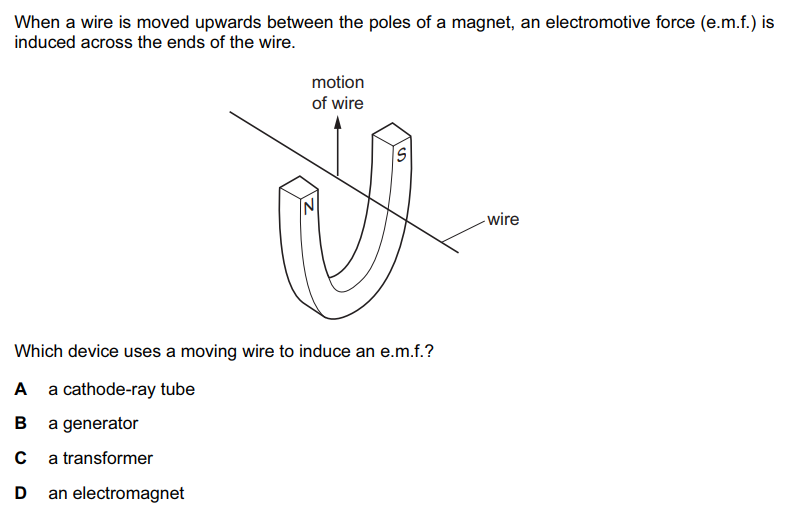 When a wire is moved upwards between the poles of a magnet, an electromotive force (e.m.f.) is
induced across the ends of the wire.
motion
of wire
S
N
wire
Which device uses a moving wire to induce an e.m.f.?
A a cathode-ray tube
B a generator
C a transformer
D an electromagnet